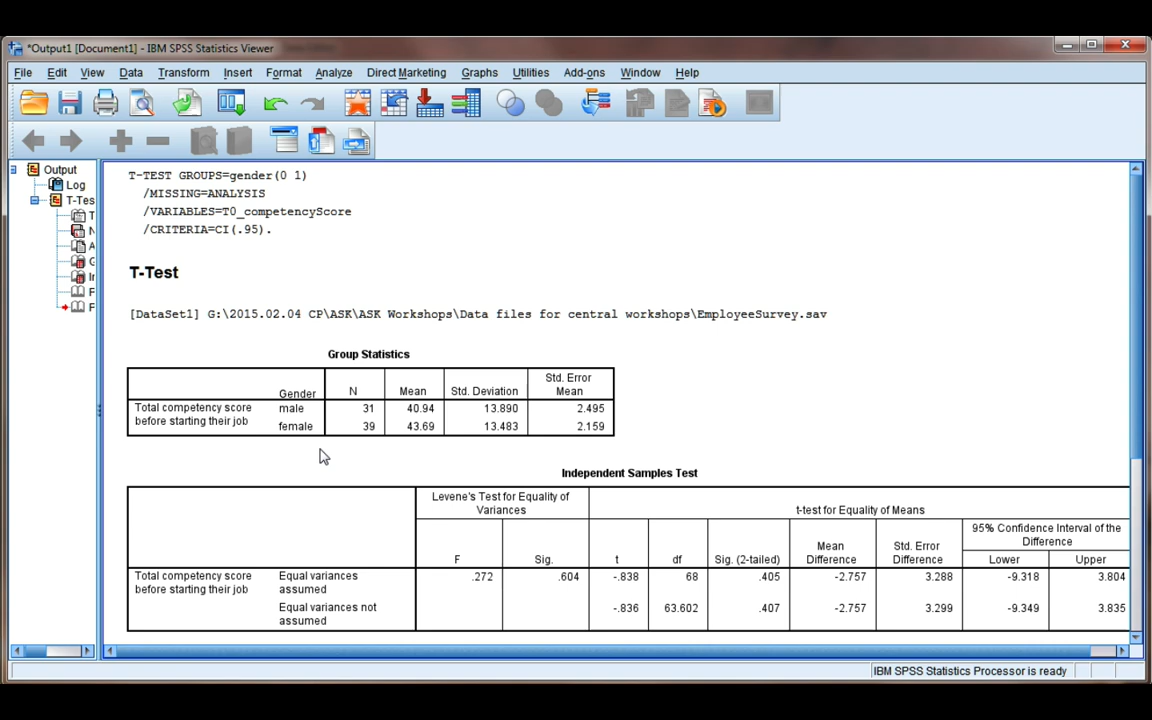 *Output1 [Document1] - IBM SPSS Statistics Viewer
File Edit View Data Transform Insert Format Analyze Direct Marketing Graphs Utilities Add-ons Window Help
Output
Log
T-Tes
T
N
A
G
In
F
F
T-TEST GROUPS=gender(0 1)
/MISSING=ANALYSIS
/VARIABLES=T0_competencyScore
/CRITERIA=CI(.95).
T-Test
[DataSet1] G:\2015.02.04 CP\ASK\ASK Workshops\Data files for central workshops\EmployeeSurvey.sav
Group Statistics
Gender N Mean Std. Deviation Std. Error Mean
Total competency score before starting their job male 31 40.94 13.890 2.495
female 39 43.69 13.483 2.159
Independent Samples Test
Levene's Test for Equality of Variances t-test for Equality of Means
95% Confidence Interval of the Difference
F Sig. t df Sig. (2-tailed) Mean Difference Std. Error Difference Lower Upper
Total competency score before starting their job Equal variances assumed .272 .604 -.838 68 .405 -2.757 3.288 -9.318 3.804
Equal variances not assumed -.836 63.602 .407 -2.757 3.299 -9.349 3.835
IBM SPSS Statistics Processor is ready